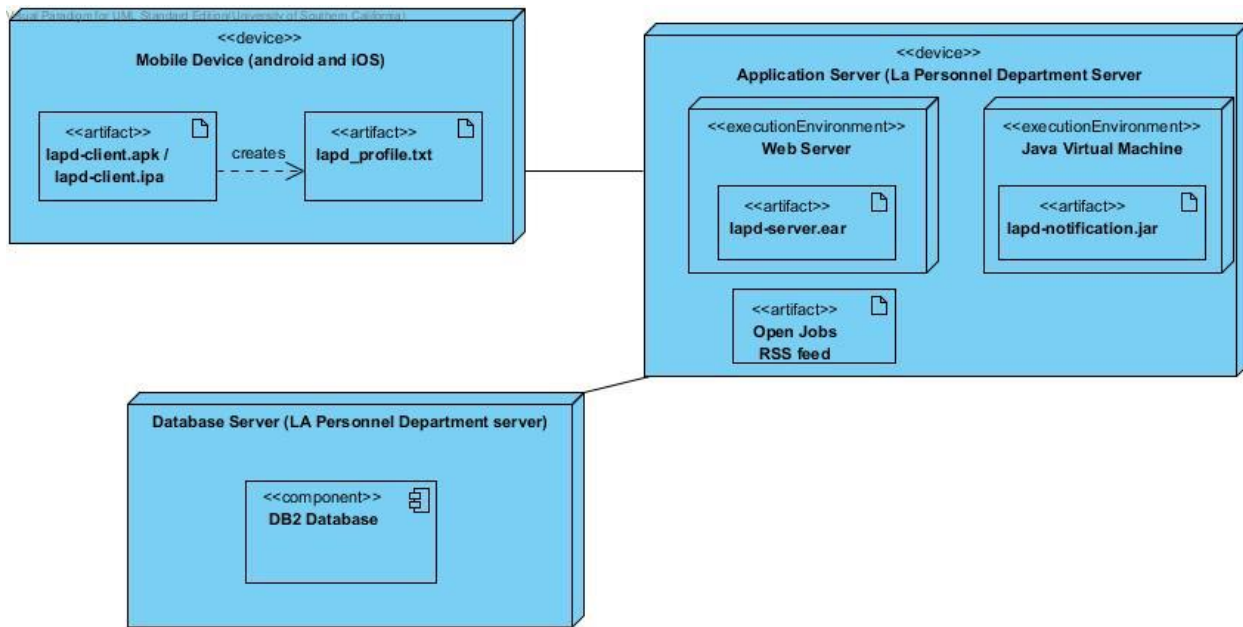 Visual Paradigm for UML Standard Edition(University of Southern California)
<<device>>
Mobile Device (android and iOS)
<<artifact>>
lapd-client.apk /
lapd-client.ipa
creates
<<artifact>>
lapd_profile.txt
<<device>>
Application Server (La Personnel Department Server
<<executionEnvironment>>
Web Server
<<artifact>>
lapd-server.ear
<<executionEnvironment>>
Java Virtual Machine
<<artifact>>
lapd-notification.jar
<<artifact>>
Open Jobs
RSS feed
Database Server (LA Personnel Department server)
<<component>>
DB2 Database